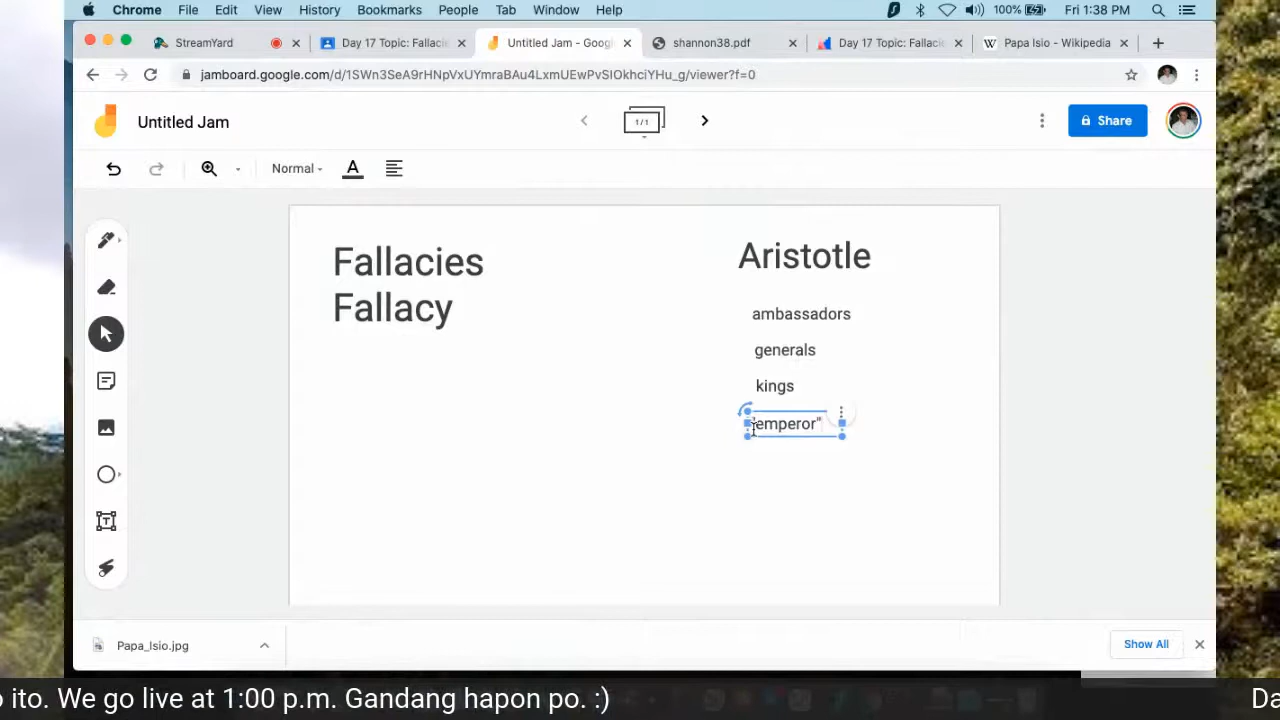 Chrome File Edit View History Bookmarks People Tab Window Help 100% Fri 1:38 PM
StreamYard Day 17 Topic: Fallacie Untitled Jam - Goog shannon38.pdf Day 17 Topic: Fallacie Papa Isio - Wikipedia
jamboard.google.com/d/1SWn3SeA9rHNpVxUYmraBAu4LxmUEwPvSIOkhciYHu_g/viewer?f=0
Untitled Jam 1/1 Share
Normal A
Fallacies
Fallacy
Aristotle
ambassadors
generals
kings
"emperor"
T
Papa_Isio.jpg Show All
o ito. We go live at 1:00 p.m. Gandang hapon po. :) Da